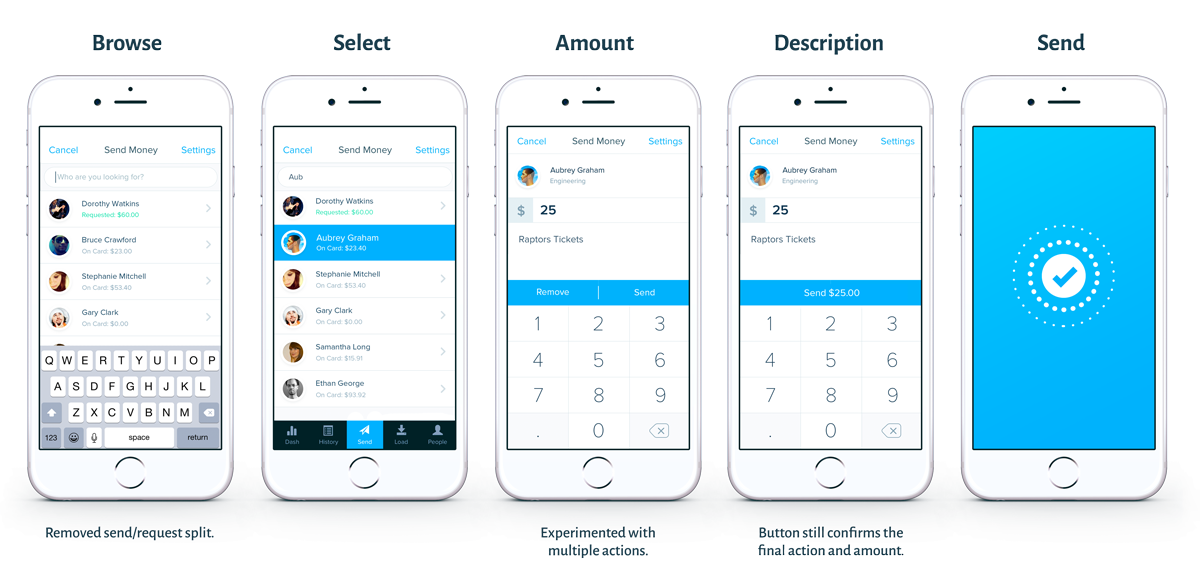 Browse
Cancel Send Money Settings
Who are you looking for?
Dorothy Watkins
Requested: $60.00
Bruce Crawford
On Card: $23.00
Stephanie Mitchell
On Card: $53.40
Gary Clark
On Card: $0.00
Q W E R T Y U I O P
A S D F G H J K L
Z X C V B N M
123 space return
Removed send/request split.
Select
Cancel Send Money Settings
Aub
Dorothy Watkins
Requested: $60.00
Aubrey Graham
On Card: $23.40
Stephanie Mitchell
On Card: $53.40
Gary Clark
On Card: $0.00
Samantha Long
On Card: $15.91
Ethan George
On Card: $93.92
Dash History Send Load People
Amount
Cancel Send Money Settings
Aubrey Graham
Engineering
$ 25
Raptors Tickets
Remove Send
1 2 3
4 5 6
7 8 9
. 0
Experimented with
multiple actions.
Description
Cancel Send Money Settings
Aubrey Graham
Engineering
$ 25
Raptors Tickets
Send $25.00
1 2 3
4 5 6
7 8 9
. 0
Button still confirms the
final action and amount.
Send